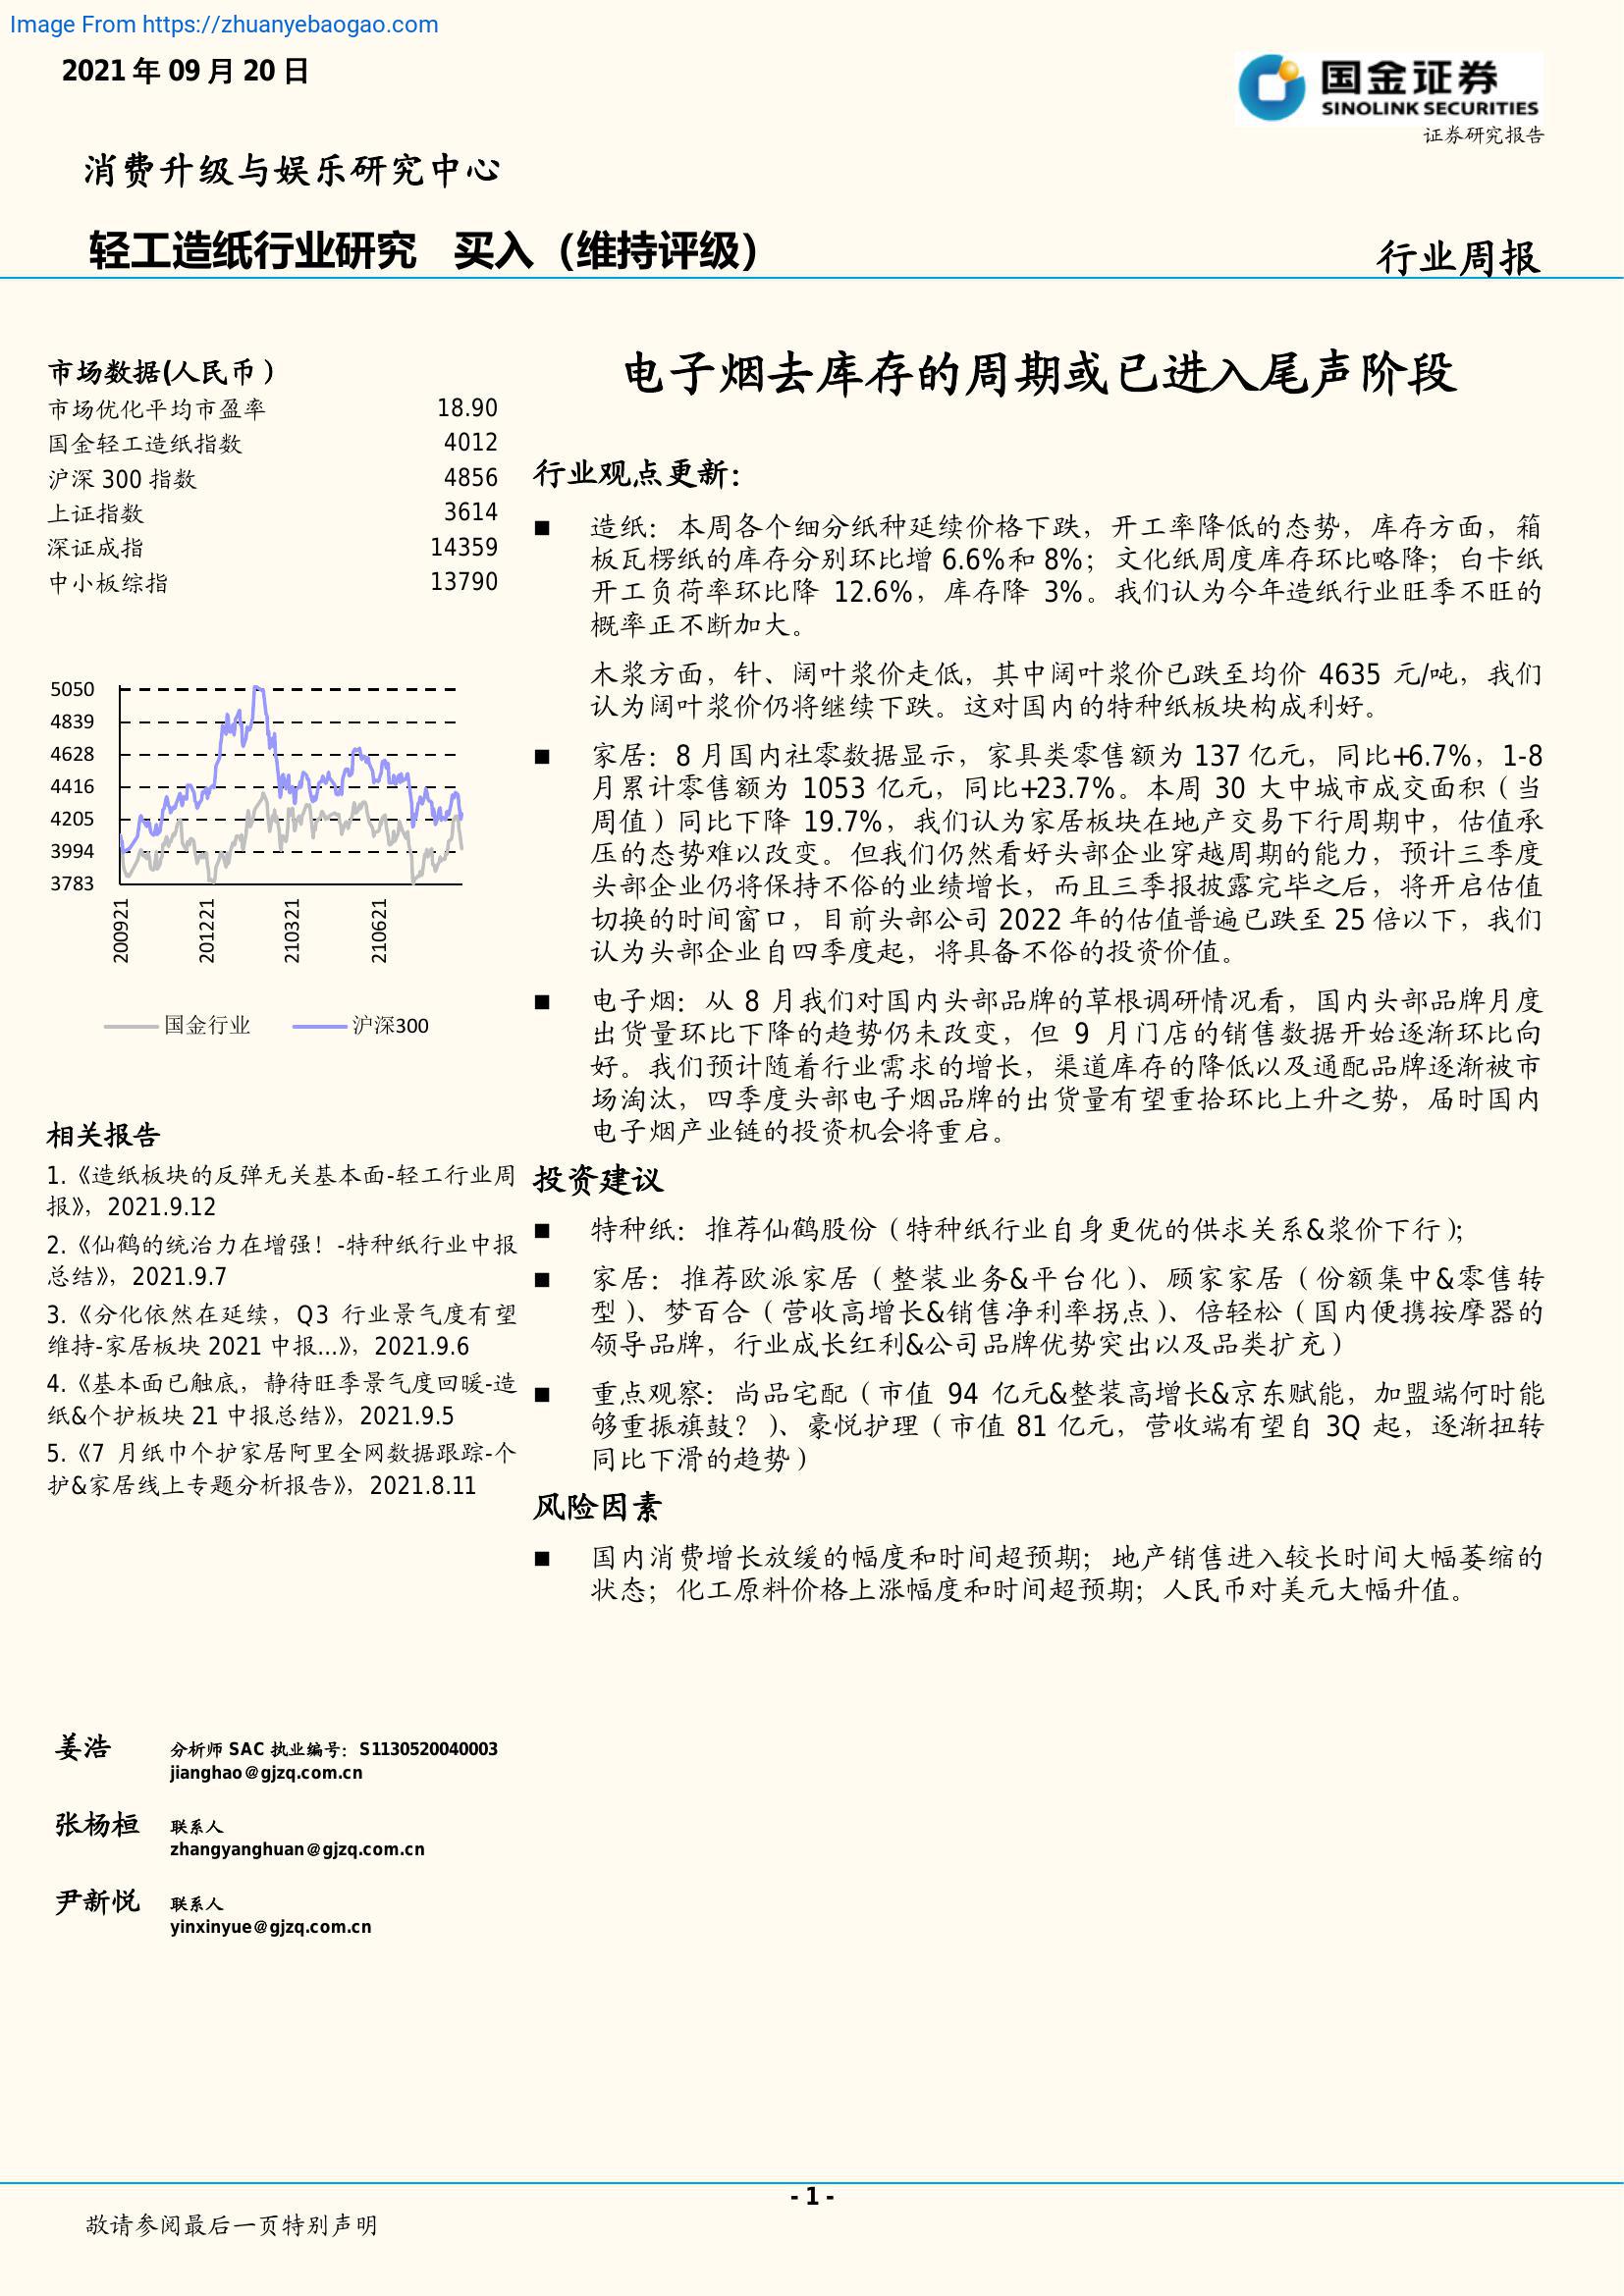 Image From https://zhuanyebaogao.com
2021 年 09 月 20 日
国金证券
SINOLINK SECURITIES
证券研究报告
消费升级与娱乐研究中心
轻工造纸行业研究 买入（维持评级）
行业周报
市场数据(人民币）
市场优化平均市盈率 18.90
国金轻工造纸指数 4012
沪深 300 指数 4856
上证指数 3614
深证成指 14359
中小板综指 13790
5050
4839
4628
4416
4205
3994
3783
200921
201221
210321
210621
国金行业 沪深300
相关报告
1.《造纸板块的反弹无关基本面-轻工行业周
报》，2021.9.12
2.《仙鹤的统治力在增强！-特种纸行业中报
总结》，2021.9.7
3.《分化依然在延续，Q3 行业景气度有望
维持-家居板块 2021 中报...》，2021.9.6
4.《基本面已触底，静待旺季景气度回暖-造
纸&个护板块 21 中报总结》，2021.9.5
5.《7 月纸巾个护家居阿里全网数据跟踪-个
护&家居线上专题分析报告》，2021.8.11
姜浩 分析师 SAC 执业编号：S1130520040003
jianghao@gjzq.com.cn
张杨桓 联系人
zhangyanghuan@gjzq.com.cn
尹新悦 联系人
yinxinyue@gjzq.com.cn
电子烟去库存的周期或已进入尾声阶段
行业观点更新：
■ 造纸：本周各个细分纸种延续价格下跌，开工率降低的态势，库存方面，箱
板瓦楞纸的库存分别环比增 6.6%和 8%；文化纸周度库存环比略降；白卡纸
开工负荷率环比降 12.6%，库存降 3%。我们认为今年造纸行业旺季不旺的
概率正不断加大。
木浆方面，针、阔叶浆价走低，其中阔叶浆价已跌至均价 4635 元/吨，我们
认为阔叶浆价仍将继续下跌。这对国内的特种纸板块构成利好。
■ 家居：8 月国内社零数据显示，家具类零售额为 137 亿元，同比+6.7%，1-8
月累计零售额为 1053 亿元，同比+23.7%。本周 30 大中城市成交面积（当
周值）同比下降 19.7%，我们认为家居板块在地产交易下行周期中，估值承
压的态势难以改变。但我们仍然看好头部企业穿越周期的能力，预计三季度
头部企业仍将保持不俗的业绩增长，而且三季报披露完毕之后，将开启估值
切换的时间窗口，目前头部公司 2022 年的估值普遍已跌至 25 倍以下，我们
认为头部企业自四季度起，将具备不俗的投资价值。
■ 电子烟：从 8 月我们对国内头部品牌的草根调研情况看，国内头部品牌月度
出货量环比下降的趋势仍未改变，但 9 月门店的销售数据开始逐渐环比向
好。我们预计随着行业需求的增长，渠道库存的降低以及通配品牌逐渐被市
场淘汰，四季度头部电子烟品牌的出货量有望重拾环比上升之势，届时国内
电子烟产业链的投资机会将重启。
投资建议
■ 特种纸：推荐仙鹤股份（特种纸行业自身更优的供求关系&浆价下行）；
■ 家居：推荐欧派家居（整装业务&平台化）、顾家家居（份额集中&零售转
型）、梦百合（营收高增长&销售净利率拐点）、倍轻松（国内便携按摩器的
领导品牌，行业成长红利&公司品牌优势突出以及品类扩充）
■ 重点观察：尚品宅配（市值 94 亿元&整装高增长&京东赋能，加盟端何时能
够重振旗鼓？）、豪悦护理（市值 81 亿元，营收端有望自 3Q 起，逐渐扭转
同比下滑的趋势）
风险因素
■ 国内消费增长放缓的幅度和时间超预期；地产销售进入较长时间大幅萎缩的
状态；化工原料价格上涨幅度和时间超预期；人民币对美元大幅升值。
- 1 -
敬请参阅最后一页特别声明